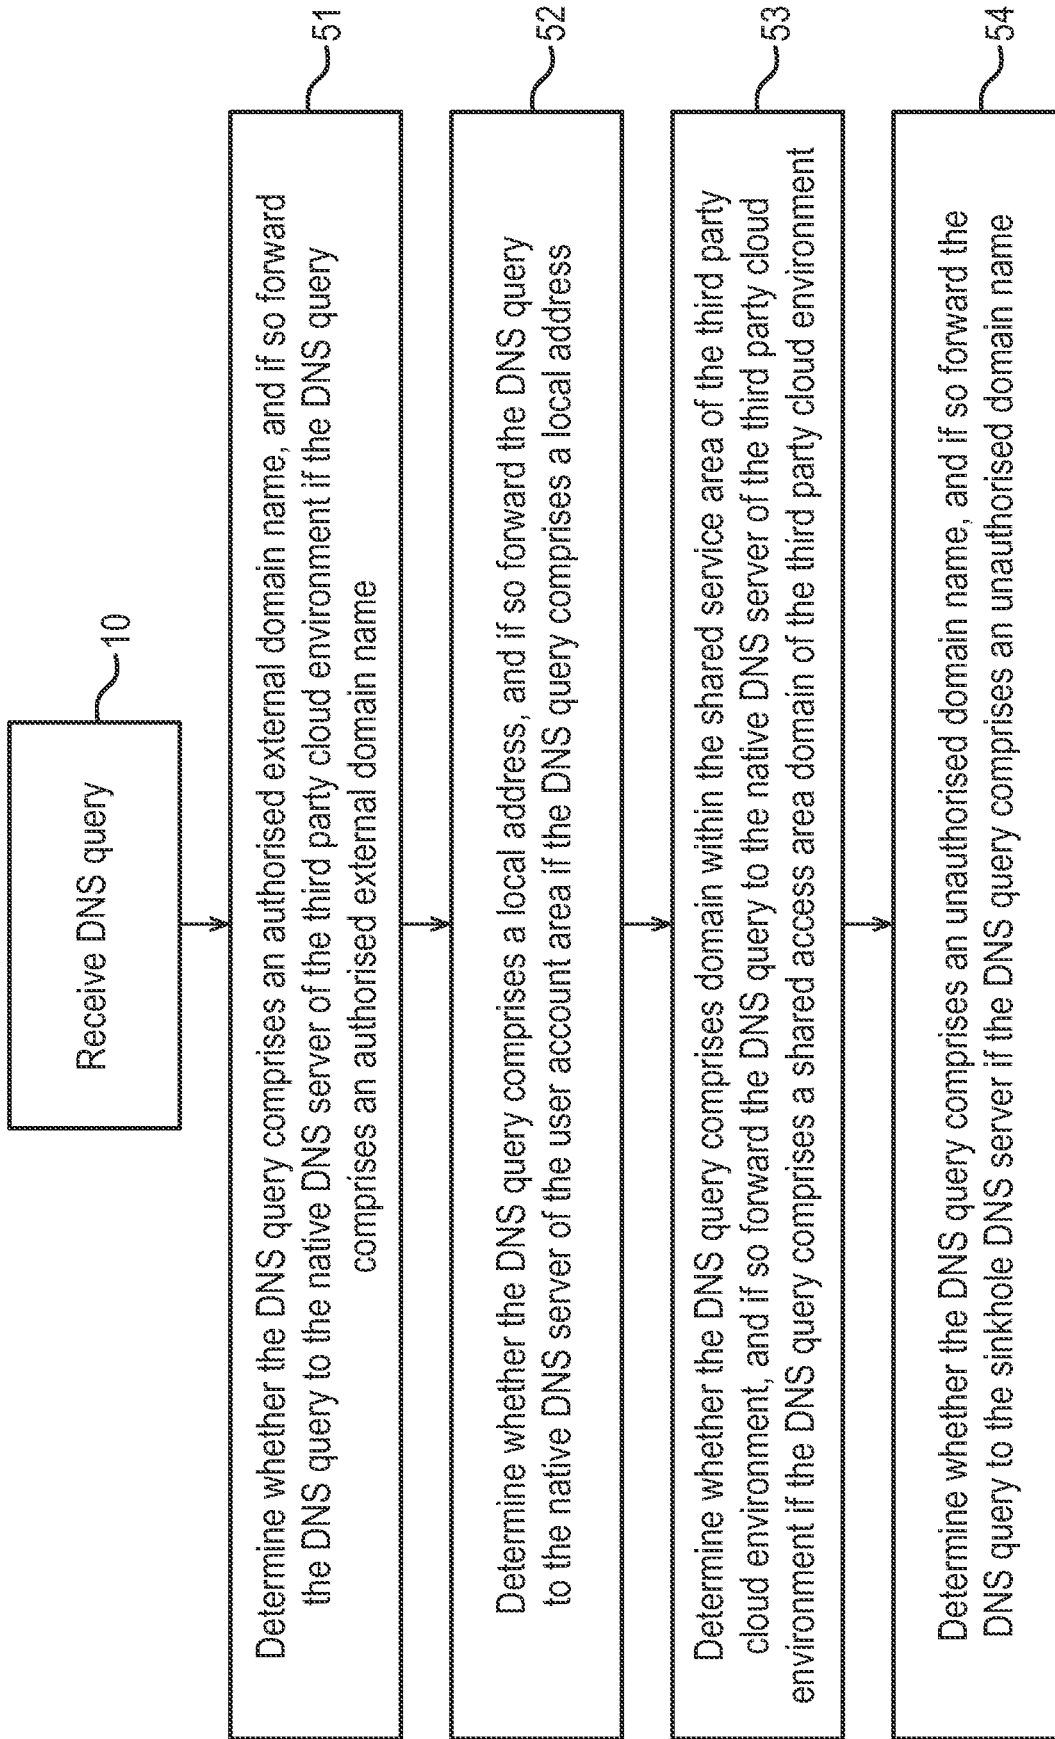 Receive DNS query
10
Determine whether the DNS query comprises an authorised external domain name, and if so forward
the DNS query to the native DNS server of the third party cloud environment if the DNS query
comprises an authorised external domain name
51
Determine whether the DNS query comprises a local address, and if so forward the DNS query
to the native DNS server of the user account area if the DNS query comprises a local address
52
Determine whether the DNS query comprises domain within the shared service area of the third party
cloud environment, and if so forward the DNS query to the native DNS server of the third party cloud
environment if the DNS query comprises a shared access area domain of the third party cloud environment
53
Determine whether the DNS query comprises an unauthorised domain name, and if so forward the
DNS query to the sinkhole DNS server if the DNS query comprises an unauthorised domain name
54